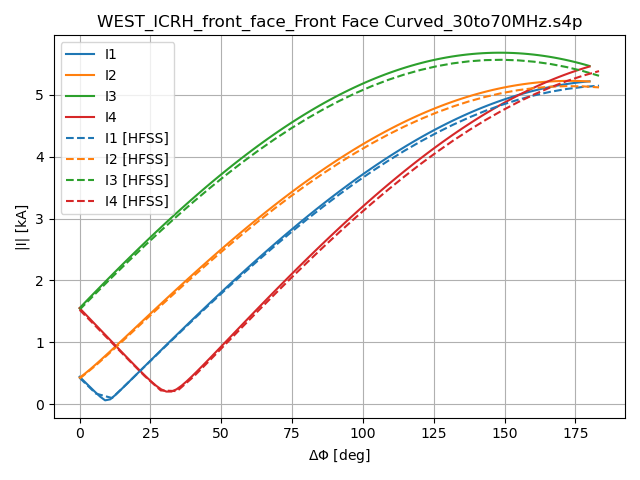 WEST_ICRH_front_face_Front Face Curved_30to70MHz.s4p
I1
I2
I3
I4
I1 [HFSS]
I2 [HFSS]
I3 [HFSS]
I4 [HFSS]
|I| [kA]
5
4
3
2
1
0
0 25 50 75 100 125 150 175
ΔΦ [deg]